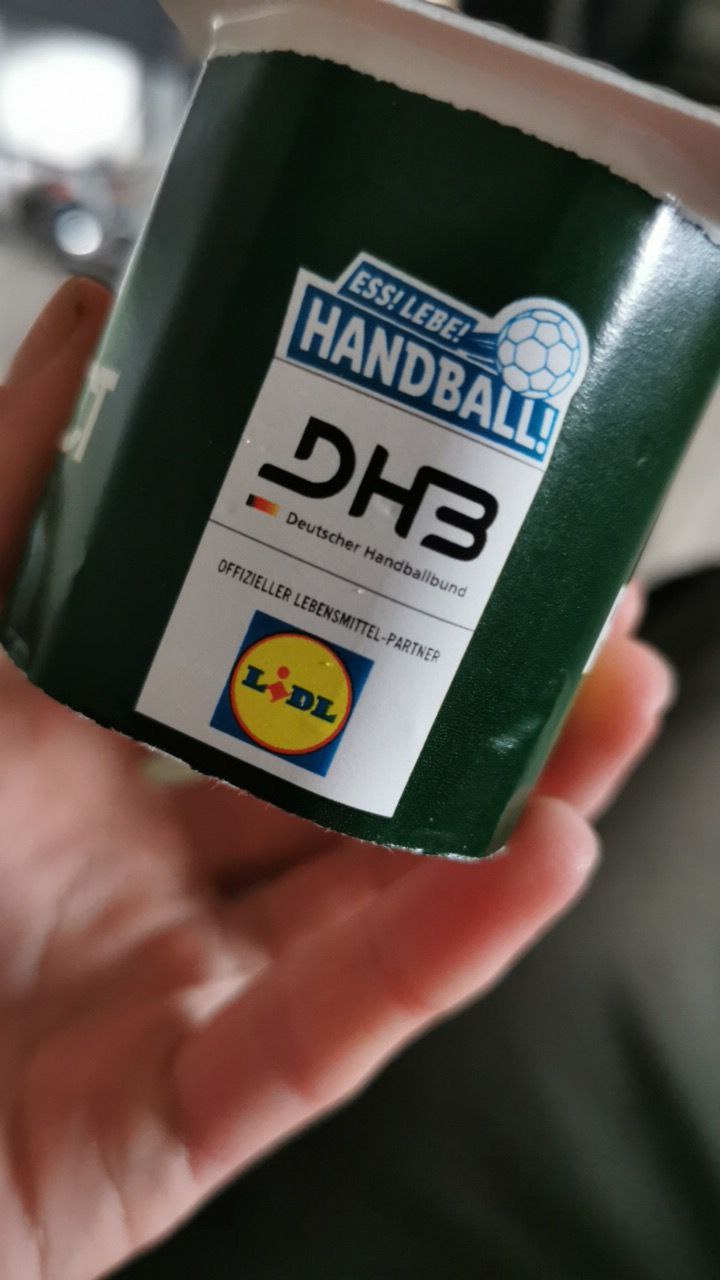 ESS! LEBE!
HANDBALL!
DHB
Deutscher Handballbund
OFFIZIELLER LEBENSMITTEL-PARTNER
LIDL